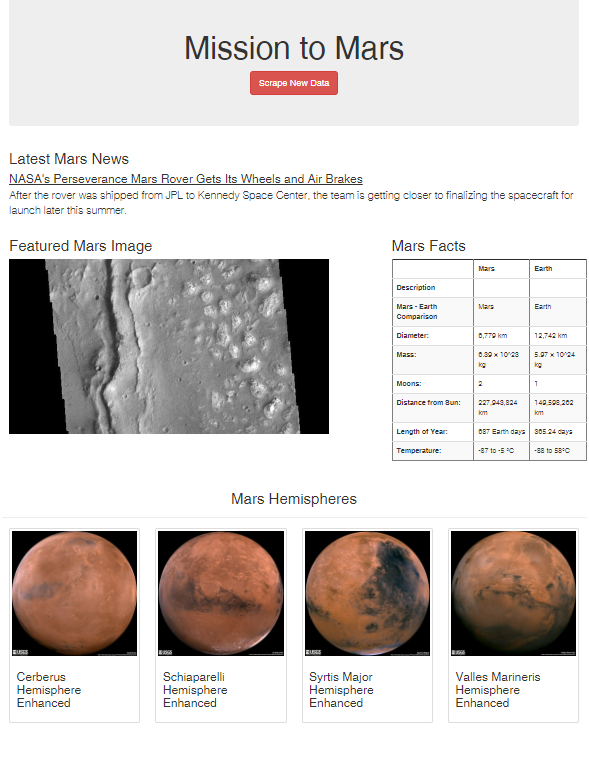 Mission to Mars
Scrape New Data
Latest Mars News
NASA's Perseverance Mars Rover Gets Its Wheels and Air Brakes
After the rover was shipped from JPL to Kennedy Space Center, the team is getting closer to finalizing the spacecraft for
launch later this summer.
Featured Mars Image
Mars Facts
Mars Earth
Description
Mars - Earth
Comparison Mars Earth
Diameter: 6,779 km 12,742 km
Mass: 6.39 × 10^23
kg 5.97 × 10^24
kg
Moons: 2 1
Distance from Sun: 227,943,824
km 149,598,262
km
Length of Year: 687 Earth days 365.24 days
Temperature: -87 to -5 °C -88 to 58°C
Mars Hemispheres
USGS
USGS
USGS
USGS
Cerberus
Hemisphere
Enhanced
Schiaparelli
Hemisphere
Enhanced
Syrtis Major
Hemisphere
Enhanced
Valles Marineris
Hemisphere
Enhanced